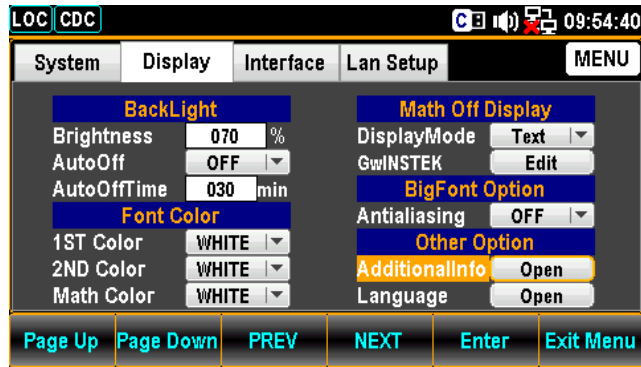 LOC CDC C 09:54:40
System Display Interface Lan Setup MENU
BackLight
Brightness 070 %
AutoOff OFF
AutoOffTime 030 min
Font Color
1ST Color WHITE
2ND Color WHITE
Math Color WHITE
Math Off Display
DisplayMode Text
GwINSTEK Edit
BigFont Option
Antialiasing OFF
Other Option
AdditionalInfo Open
Language Open
Page Up Page Down PREV NEXT Enter Exit Menu